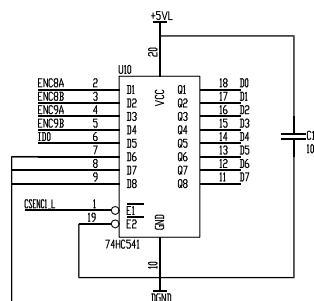 +5VL
U10
20
VCC
ENC8A 2 D1 Q1 18 D0
ENC8B 3 D2 Q2 17 D1
ENC9A 4 D3 Q3 16 D2
ENC9B 5 D4 Q4 15 D3
ID0 6 D5 Q5 14 D4
7 D6 Q6 13 D5
8 D7 Q7 12 D6
9 D8 Q8 11 D7
C1
10
CSENC1_L 1 E1
19 E2
GND
74HC541
10
DGND